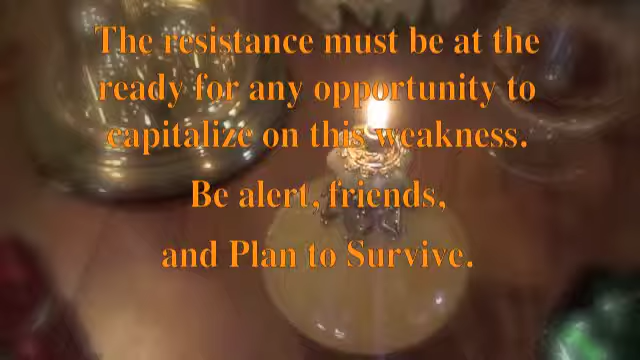 The resistance must be at the
ready for any opportunity to
capitalize on this weakness.
Be alert, friends,
and Plan to Survive.